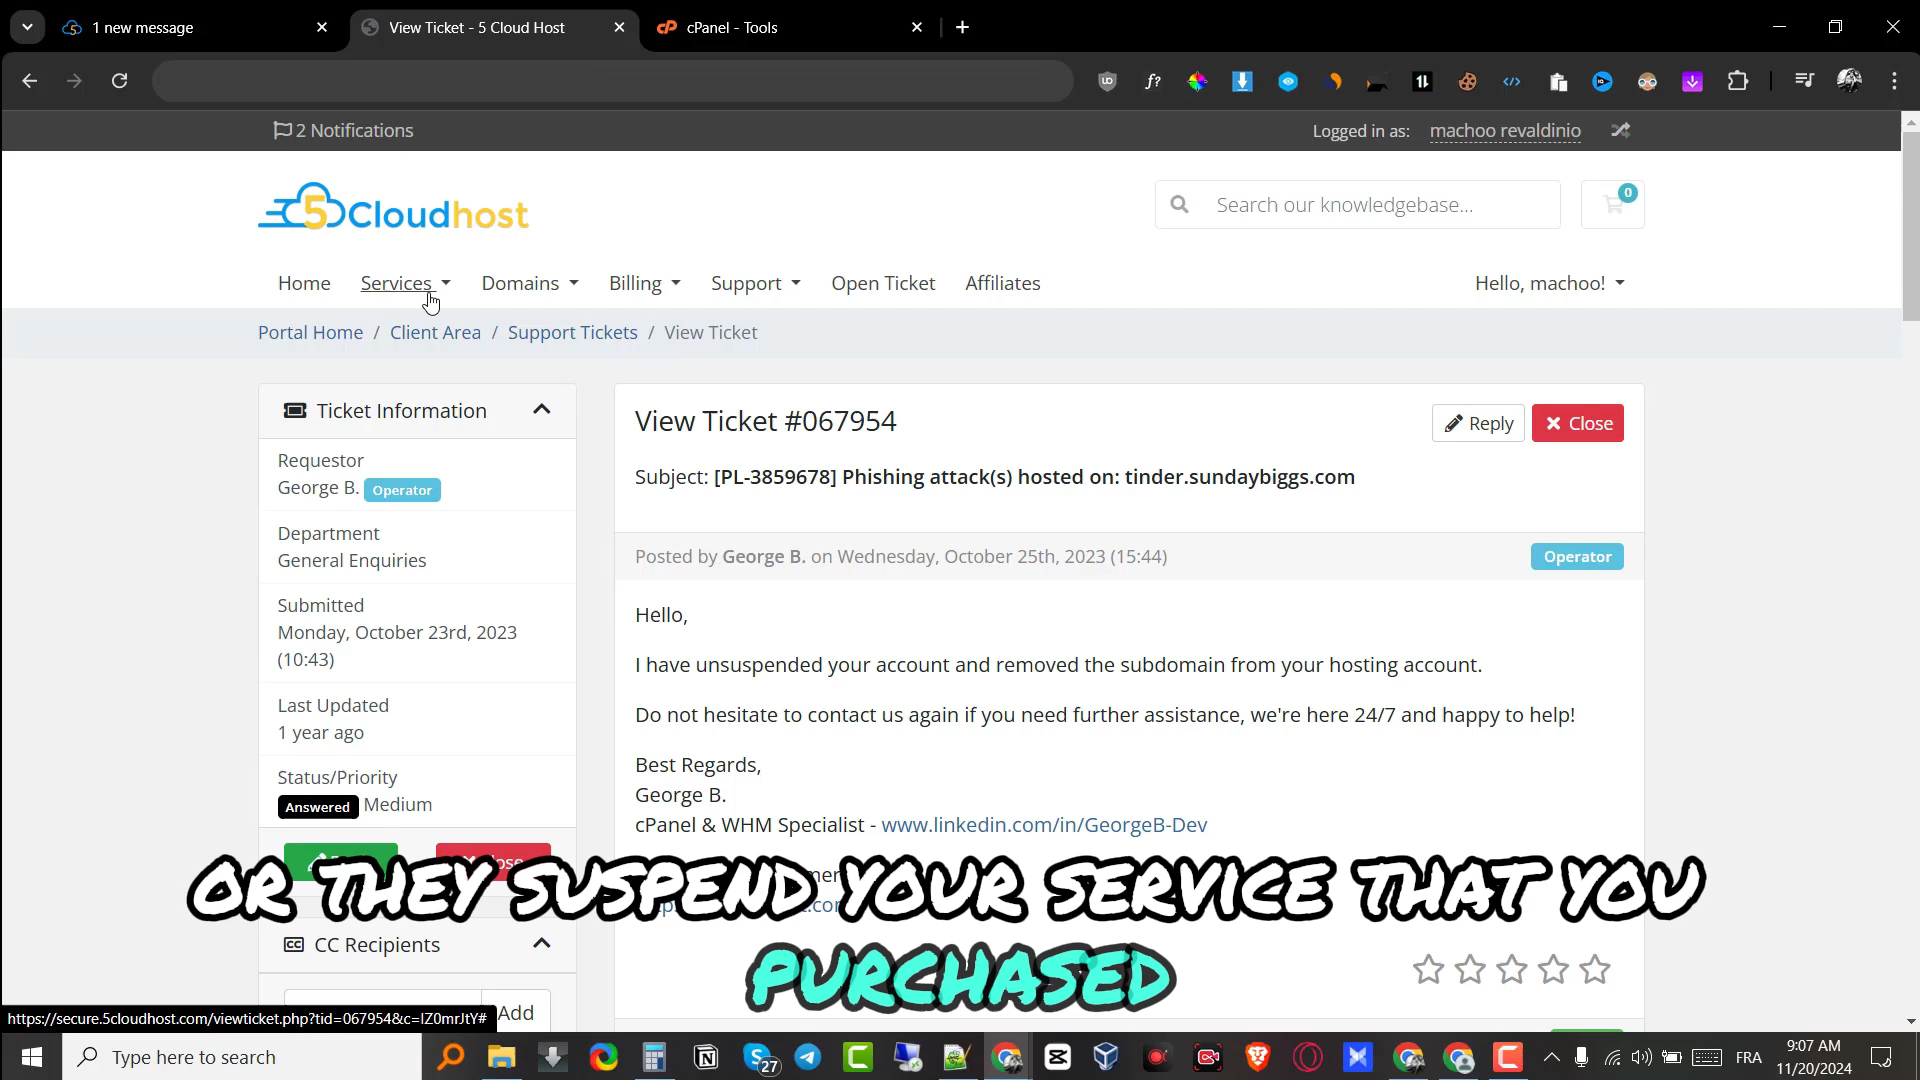 1 new message
View Ticket - 5 Cloud Host
cPanel - Tools
2 Notifications
Logged in as: machoo revaldinio
5Cloudhost
Search our knowledgebase...
0
Home
Services
Domains
Billing
Support
Open Ticket
Affiliates
Hello, machoo!
Portal Home / Client Area / Support Tickets / View Ticket
Ticket Information
Requestor
George B. Operator
Department
General Enquiries
Submitted
Monday, October 23rd, 2023
(10:43)
Last Updated
1 year ago
Status/Priority
Answered Medium
CC Recipients
Add
View Ticket #067954
Reply
Close
Subject: [PL-3859678] Phishing attack(s) hosted on: tinder.sundaybiggs.com
Posted by George B. on Wednesday, October 25th, 2023 (15:44)
Operator
Hello,
I have unsuspended your account and removed the subdomain from your hosting account.
Do not hesitate to contact us again if you need further assistance, we're here 24/7 and happy to help!
Best Regards,
George B.
cPanel & WHM Specialist - www.linkedin.com/in/GeorgeB-Dev
OR THEY SUSPEND YOUR SERVICE THAT YOU
PURCHASED
https://secure.5cloudhost.com/viewticket.php?tid=067954&c=IZ0mrJtY#
Type here to search
27
FRA
9:07 AM
11/20/2024